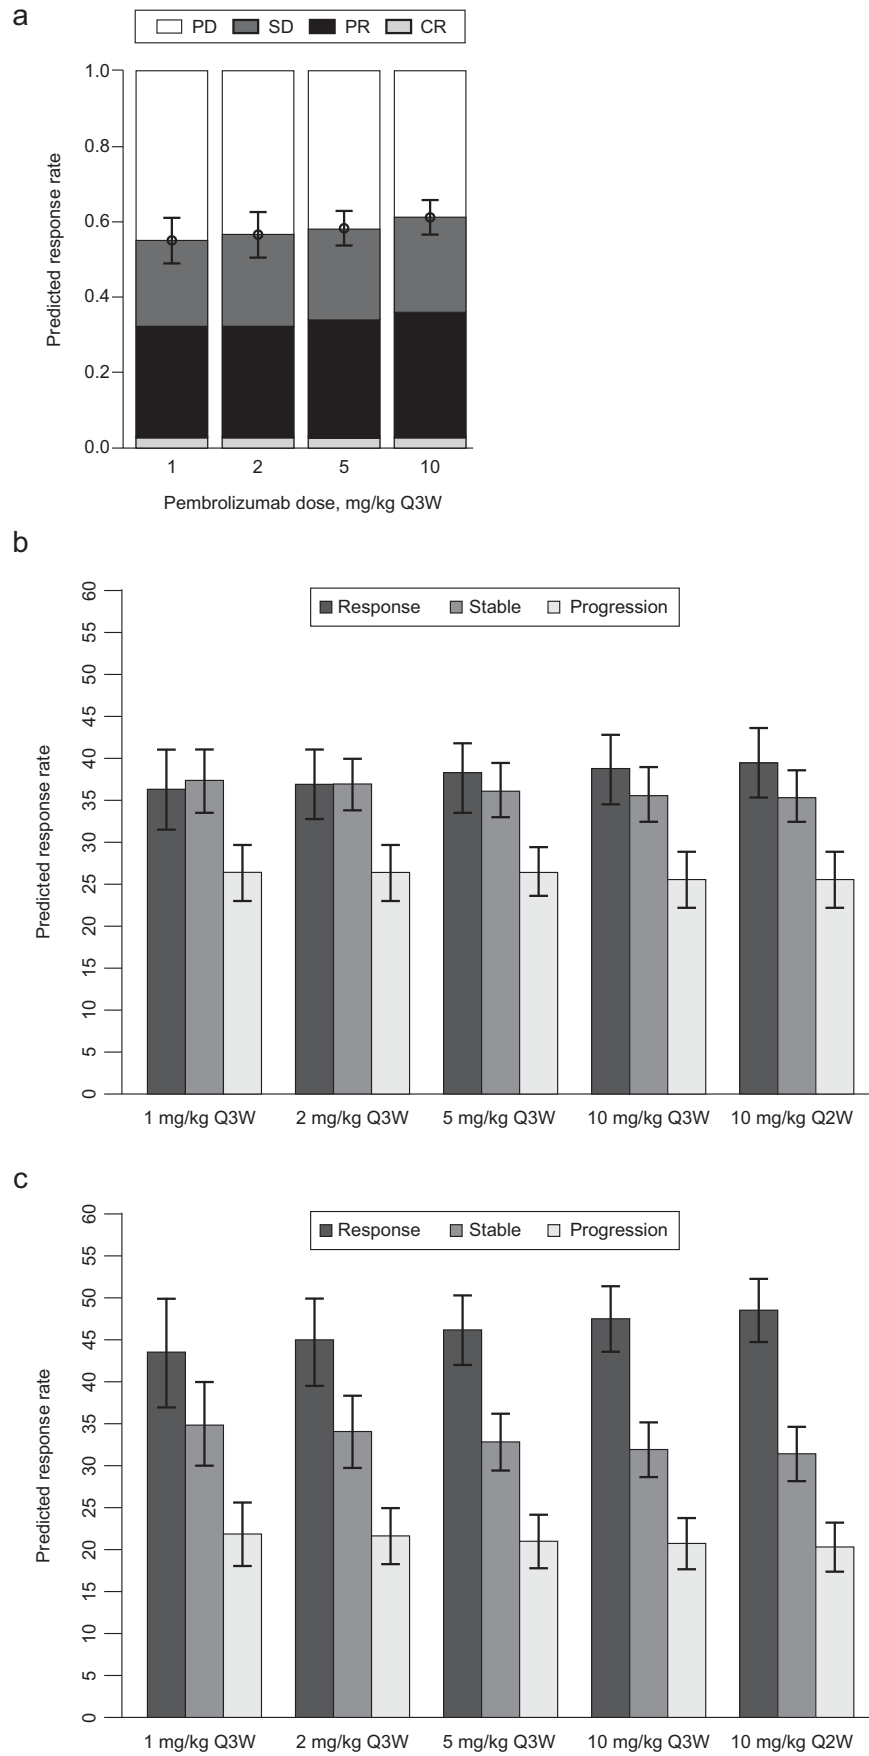 a
PD SD PR CR
Predicted response rate
1.0
0.8
0.6
0.4
0.2
0.0
1 2 5 10
Pembrolizumab dose, mg/kg Q3W
b
Response Stable Progression
Predicted response rate
60
55
50
45
40
35
30
25
20
15
10
5
0
1 mg/kg Q3W 2 mg/kg Q3W 5 mg/kg Q3W 10 mg/kg Q3W 10 mg/kg Q2W
c
Response Stable Progression
Predicted response rate
60
55
50
45
40
35
30
25
20
15
10
5
0
1 mg/kg Q3W 2 mg/kg Q3W 5 mg/kg Q3W 10 mg/kg Q3W 10 mg/kg Q2W